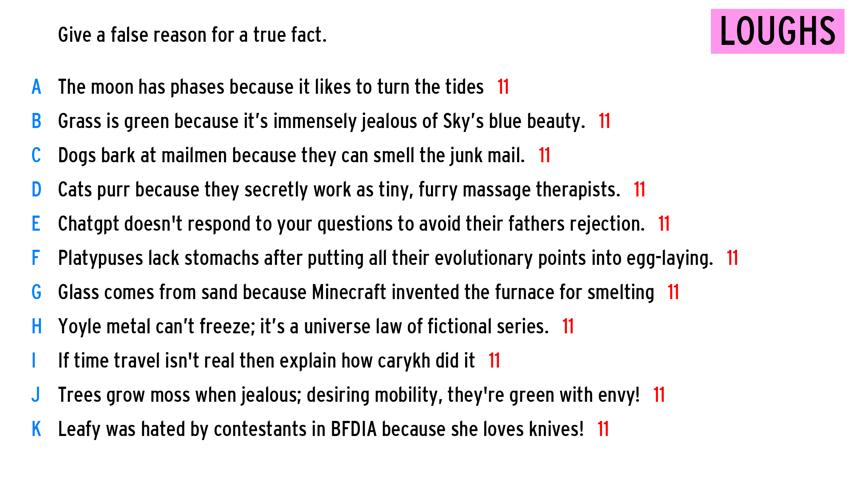 Give a false reason for a true fact.
LOUGHS
A The moon has phases because it likes to turn the tides 11
B Grass is green because it’s immensely jealous of Sky’s blue beauty. 11
C Dogs bark at mailmen because they can smell the junk mail. 11
D Cats purr because they secretly work as tiny, furry massage therapists. 11
E Chatgpt doesn't respond to your questions to avoid their fathers rejection. 11
F Platypuses lack stomachs after putting all their evolutionary points into egg-laying. 11
G Glass comes from sand because Minecraft invented the furnace for smelting 11
H Yoyle metal can’t freeze; it’s a universe law of fictional series. 11
I If time travel isn't real then explain how carykh did it 11
J Trees grow moss when jealous; desiring mobility, they're green with envy! 11
K Leafy was hated by contestants in BFDIA because she loves knives! 11